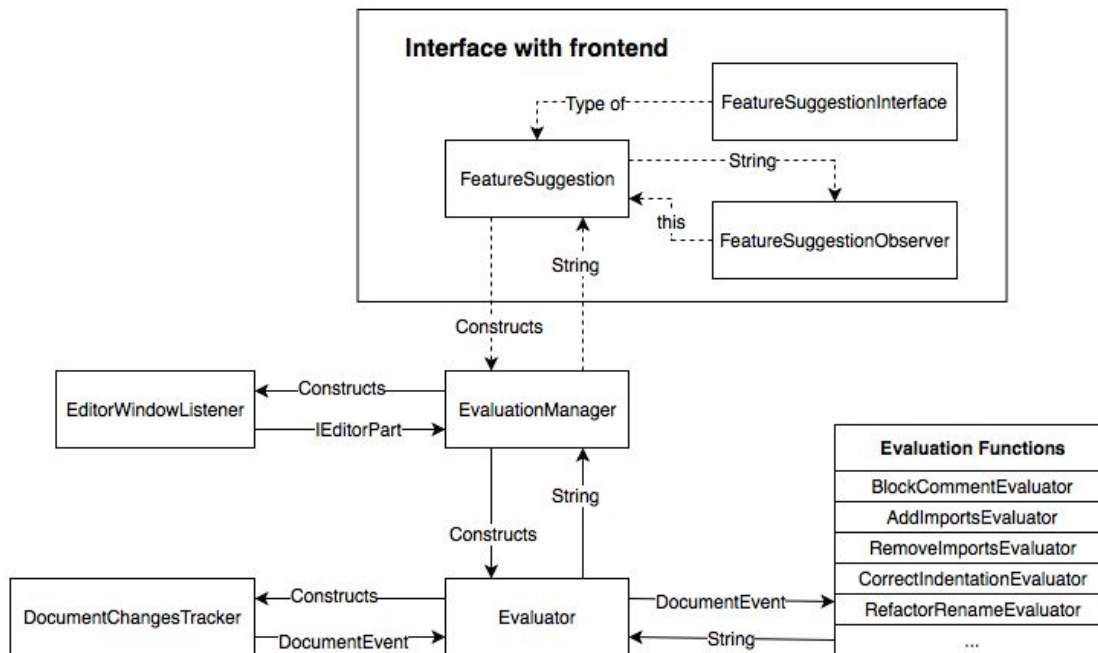 Interface with frontend
Type of
FeatureSuggestionInterface
FeatureSuggestion
String
this
FeatureSuggestionObserver
String
Constructs
EditorWindowListener
Constructs
IEditorPart
EvaluationManager
Constructs
String
Evaluation Functions
BlockCommentEvaluator
AddImportsEvaluator
RemoveImportsEvaluator
CorrectIndentationEvaluator
RefactorRenameEvaluator
...
DocumentChangesTracker
Constructs
DocumentEvent
Evaluator
DocumentEvent
String